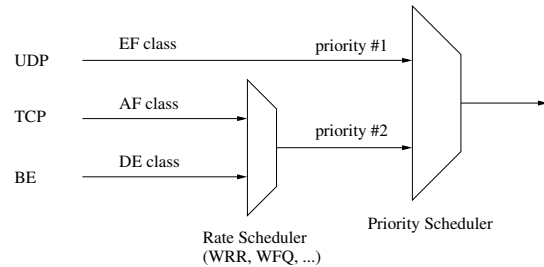 EF class
priority #1
UDP
AF class
TCP
priority #2
DE class
BE
Priority Scheduler
Rate Scheduler
(WRR, WFQ, ...)